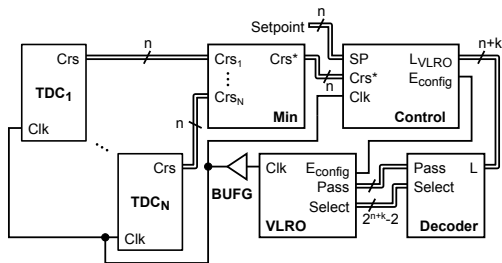 n
Setpoint
n
n+k
Crs
Crs1
Crs*
SP
LVLRO
TDC1
⋮
n
Crs*
Econfig
CrsN
Clk
Clk
n
Min
Control
...
Crs
Clk
Econfig
Pass
L
TDCN
BUFG
Pass
Select
Select
Clk
VLRO
2n+k-2
Decoder